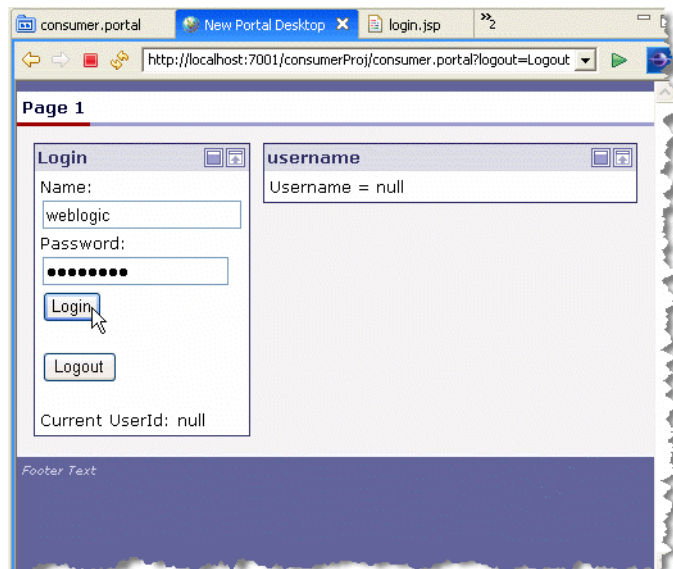 consumer.portal
New Portal Desktop
login.jsp
»2
http://localhost:7001/consumerProj/consumer.portal?logout=Logout
Page 1
Login
username
Name:
Username = null
weblogic
Password:
••••••••
Login
Logout
Current UserId: null
Footer Text